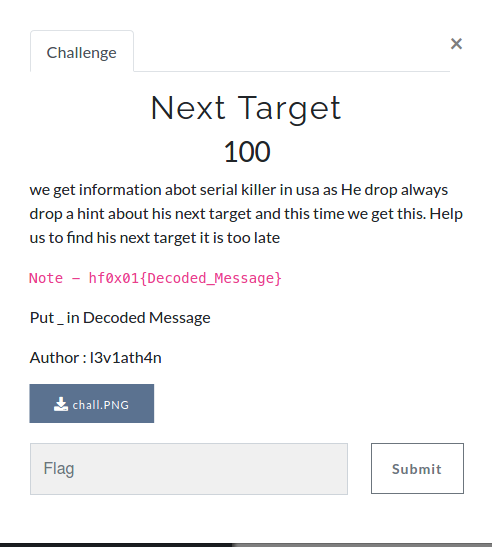 Challenge
×
Next Target
100
we get information abot serial killer in usa as He drop always
drop a hint about his next target and this time we get this. Help
us to find his next target it is too late
Note – hf0x01{Decoded_Message}
Put _ in Decoded Message
Author : l3v1ath4n
chall.PNG
Flag
Submit